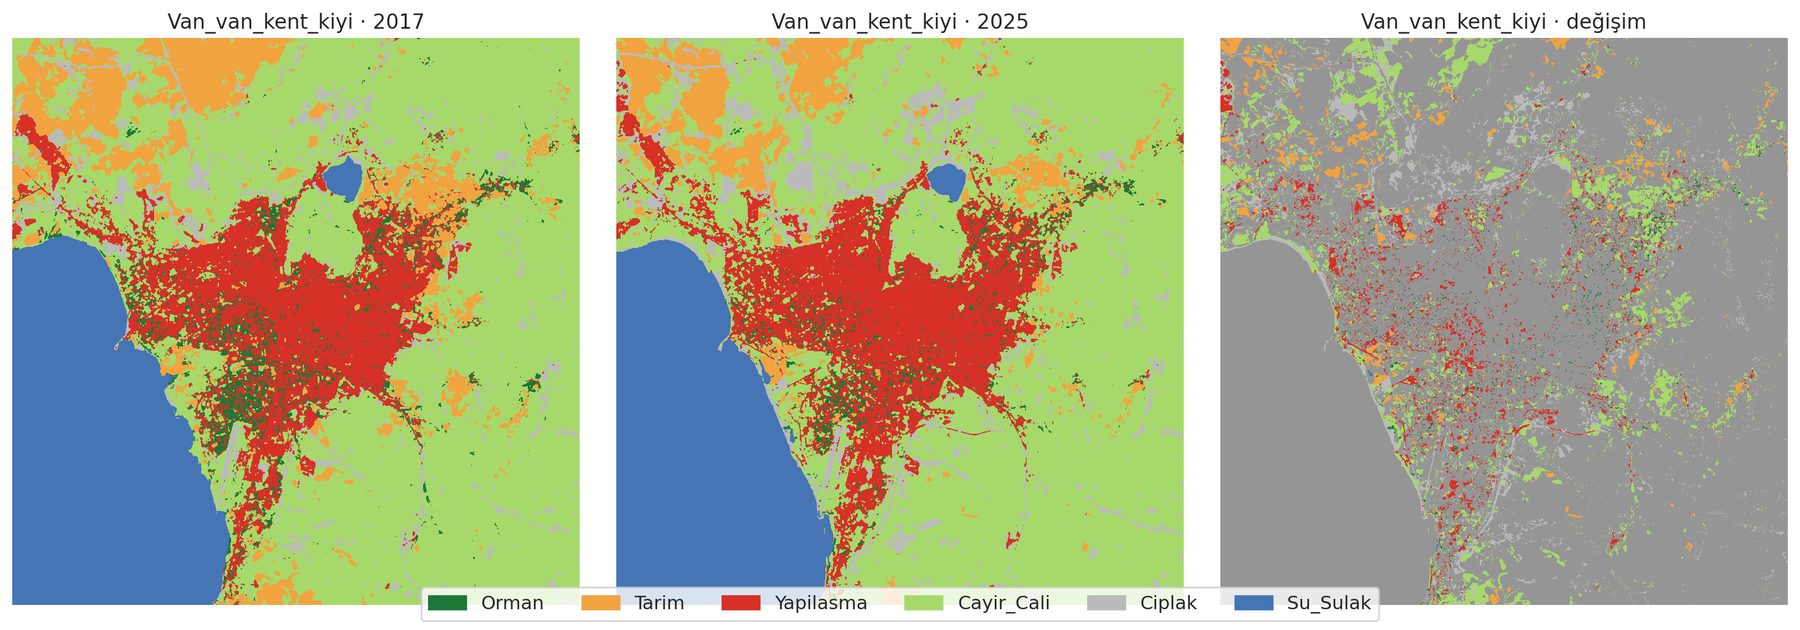 Van_van_kent_kiyi · 2017
Van_van_kent_kiyi · 2025
Van_van_kent_kiyi · değişim
Orman Tarim Yapilasma Cayir_Cali Ciplak Su_Sulak